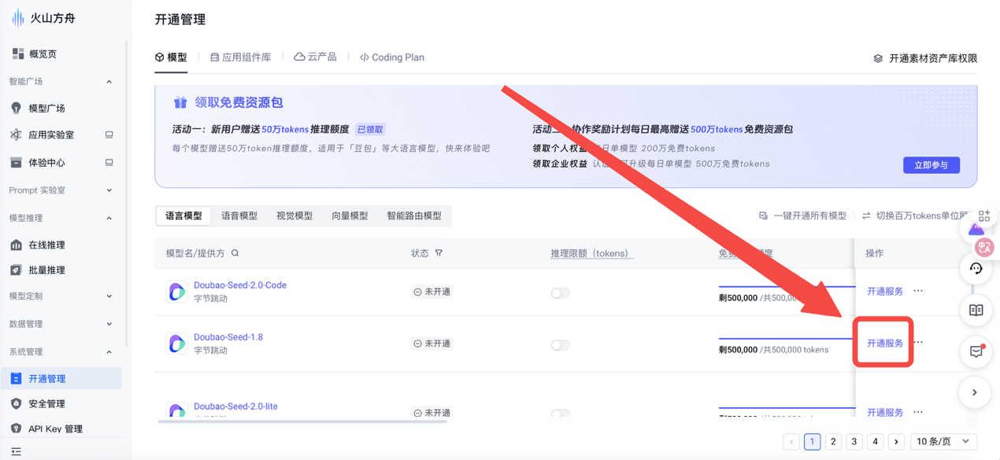 火山方舟
概览页
智能广场
模型广场
应用实验室
体验中心
Prompt 实验室
模型推理
在线推理
批量推理
模型定制
数据管理
系统管理
开通管理
安全管理
API Key 管理
开通管理
模型
应用组件库
云产品
Coding Plan
开通素材资产库权限
领取免费资源包
活动一：新用户赠送50万tokens推理额度 已领取
每个模型赠送50万token推理额度，适用于「豆包」等大语言模型，快来体验吧
活动二 协作奖励计划每日最高赠送500万tokens免费资源包
领取个人权益 日单模型 200万免费tokens
领取企业权益 认 可升级每日单模型 500万免费tokens
立即参与
语言模型 语音模型 视觉模型 向量模型 智能路由模型
一键开通所有模型 切换百万tokens单位
模型名/提供方 状态 推理限额（tokens） 免费 度 操作
Doubao-Seed-2.0-Code
字节跳动
未开通
剩500,000 /共500,00
开通服务 ...
Doubao-Seed-1.8
字节跳动
未开通
剩500,000 /共500,000 tokens
开通服务 ...
Doubao-Seed-2.0-lite
未开通
开通服务 ...
1 2 3 4 10 条/页